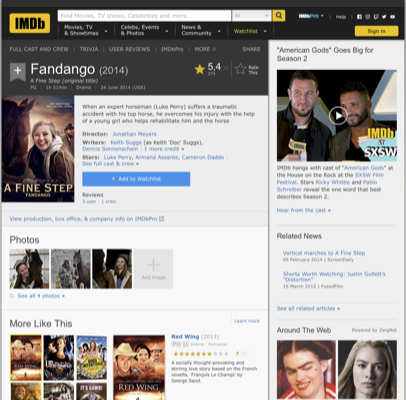 IMDb
Find Movies, TV shows, Celebrities and more...
All
IMDbPro
Help
Movies, TV & Showtimes
Celebs, Events & Photos
News & Community
Watchlist
Sign in
FULL CAST AND CREW | TRIVIA | USER REVIEWS | IMDbPro | MORE
SHARE
Fandango (2014)
A Fine Step (original title)
PG | 1h 51min | Drama | 24 June 2014 (USA)
5,4
Rate This
A FINE STEP
FANDANGO
When an expert horseman (Luke Perry) suffers a traumatic
accident with his top horse, he overcomes his injury with the help
of a young girl who helps rehabilitate him and the horse
Director: Jonathan Meyers
Writers: Keith Suggs (as Keith 'Doc' Suggs),
Dennis Sonnenschein | 1 more credit »
Stars: Luke Perry, Armand Assante, Cameron Daddo |
See full cast & crew »
+ Add to Watchlist
Reviews
1 user | 1 critic
View production, box office, & company info on IMDbPro
Photos
Add Image
See all 4 photos »
More Like This
Learn more
Red Wing (2013)
PG Drama | Romance
A socially thought-provoking and
stirring love story based on the French
novella, "François Le Champi" by
George Sand.
RED WING
"American Gods" Goes Big for
Season 2
IMDb
at
SXSW
IMDb hangs with cast of "American Gods" at
the House on the Rock at the SXSW Film
Festival. Stars Ricky Whittle and Pablo
Schreiber reveal the one word that best
describes Season 2.
Hear from the cast »
Related News
Vertical marches to A Fine Step
09 February 2014 | ScreenDaily
Shorts Worth Watching: Justin Gullett's
"Distortion"
16 March 2012 | FusedFilm
See all related articles »
Around The Web
Powered by ZergNet